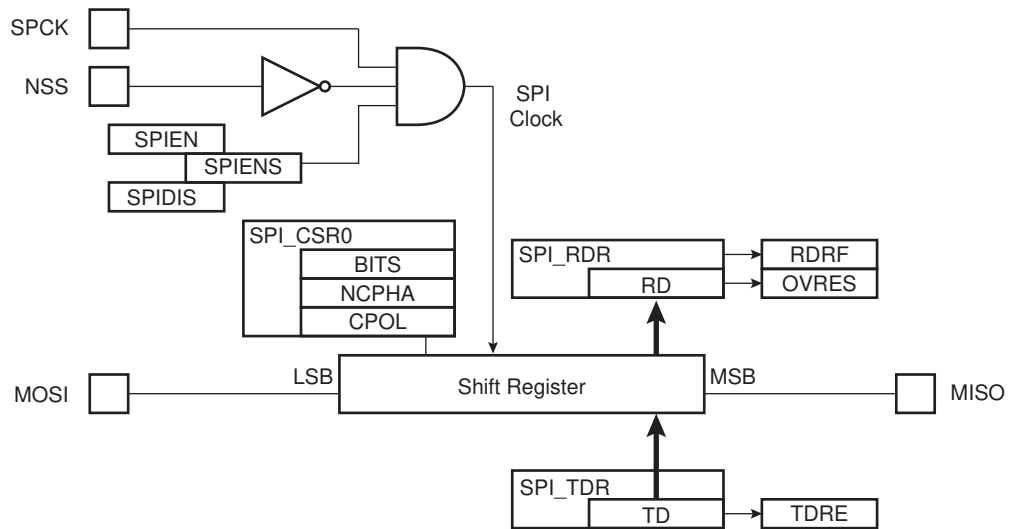 SPCK
NSS
SPI
Clock
SPIEN
SPIENS
SPIDIS
SPI_CSR0
BITS
NCPHA
CPOL
SPI_RDR
RD
RDRF
OVRES
MOSI
LSB
Shift Register
MSB
MISO
SPI_TDR
TD
TDRE